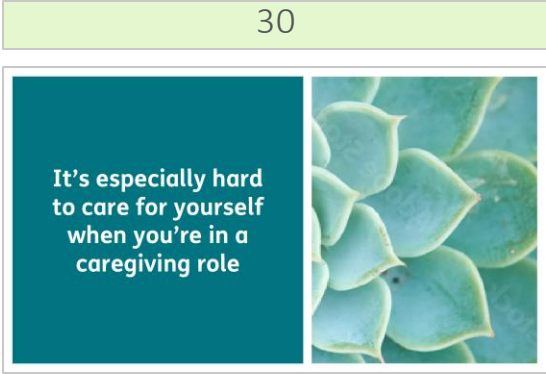 30
It’s especially hard
to care for yourself
when you’re in a
caregiving role